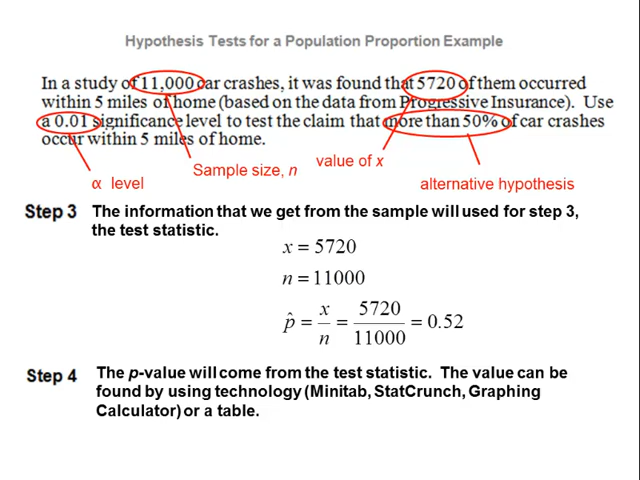 Hypothesis Tests for a Population Proportion Example
In a study of 11,000 car crashes, it was found that 5720 of them occurred
within 5 miles of home (based on the data from Progressive Insurance). Use
a 0.01 significance level to test the claim that more than 50% of car crashes
occur within 5 miles of home.
α level
Sample size, n
value of x
alternative hypothesis
Step 3 The information that we get from the sample will used for step 3,
the test statistic.
x = 5720
n = 11000
p̂ = x/n = 5720/11000 = 0.52
Step 4 The p-value will come from the test statistic. The value can be
found by using technology (Minitab, StatCrunch, Graphing
Calculator) or a table.